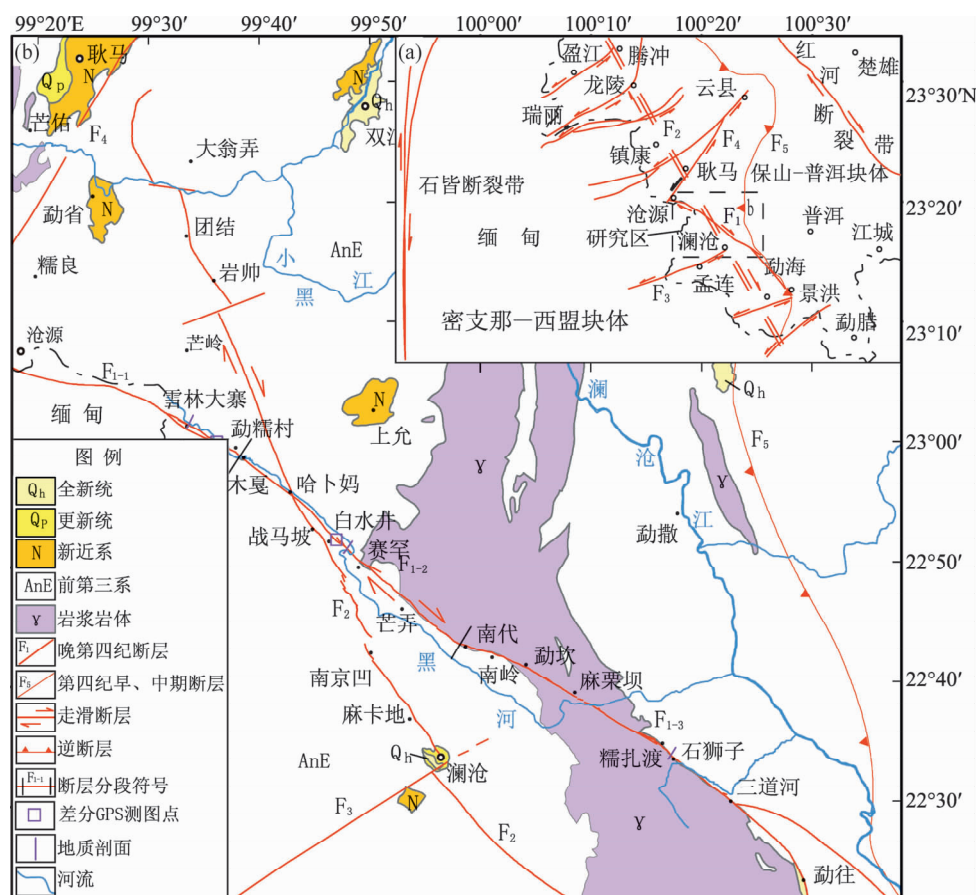 99°20'E 99°30' 99°40' 99°50' 100°00' 100°10' 100°20' 100°30'
(b)
耿马
N
Qp
芒佑
F4
N
Qh
大翁弄
勐省
N
团结
糯良
岩帅
小
黑
江
AnE
沧源
芒岭
F1-1
缅甸
雪林大寨
勐糯村
木戛
哈卜妈
战马坡
白水井
赛罕
F1-2
F2
芒弄
N
上允
γ
澜
沧
江
勐撒
γ
Qh
F5
南代
黑
河
南岭
勐坎
麻粟坝
南京凹
麻卡地
AnE
Qh
澜沧
F3
N
F2
F1-3
糯扎渡
石狮子
三道河
γ
勐往
(a)
盈江
腾冲
龙陵
瑞丽
F2
云县
F4
F5
红
河
断
裂
带
楚雄
镇康
耿马
石皆断裂带
保山–普洱块体
沧源
b
F1
缅 甸
研究区
澜沧
普洱
江城
F3
孟连
勐海
景洪
密支那–西盟块体
勐腊
23°30'N
23°20'
23°10'
23°00'
22°50'
22°40'
22°30'
图 例
Qh 全新统
QP 更新统
N 新近系
AnE 前第三系
γ 岩浆岩体
F1 晚第四纪断层
F5 第四纪早、中期断层
走滑断层
逆断层
F1-1 断层分段符号
差分GPS测图点
地质剖面
河流